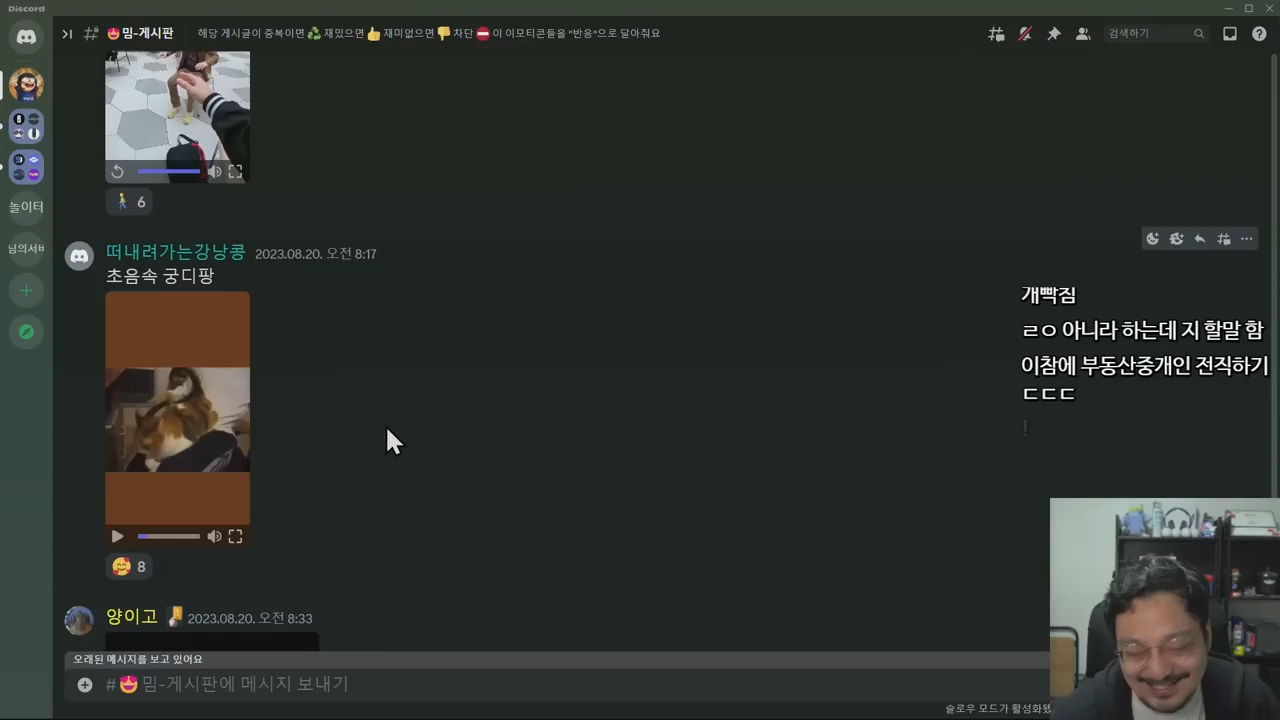 Discord
밈-게시판
해당 게시글이 중복이면 ♻️ 재밌으면 👍 재미없으면 👎 차단 ⛔ 이 이모티콘들을 "반응"으로 달아줘요
검색하기
놀이터
님의서버
6
떠내려가는강낭콩 2023.08.20. 오전 8:17
초음속 궁디팡
개빡침
ㄹㅇ 아니라 하는데 지 할말 함
이참에 부동산중개인 전직하기
ㄷㄷㄷ
!
8
양이고 2023.08.20. 오전 8:33
오래된 메시지를 보고 있어요
#😍밈-게시판에 메시지 보내기
슬로우 모드가 활성화됐